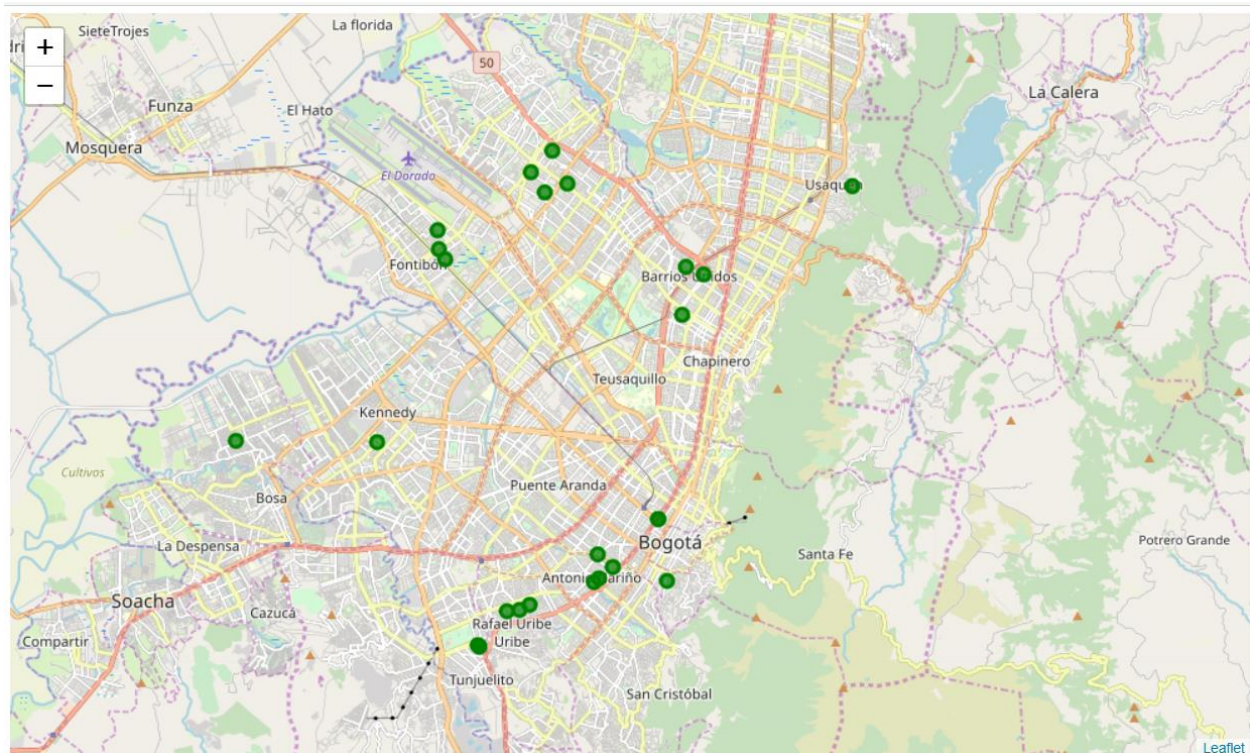 SieteTrojes
La florida
+
−
50
La Calera
Funza
El Hato
Mosquera
El Dorado
Usaquén
Fontibón
Barrios Unidos
Chapinero
Teusaquillo
Kennedy
Cultivos
Bosa
Puente Aranda
Bogotá
La Despensa
Santa Fe
Potrero Grande
Antonio Nariño
Soacha
Cazucá
Rafael Uribe
Uribe
Compartir
Tunjuelito
San Cristóbal
Leaflet